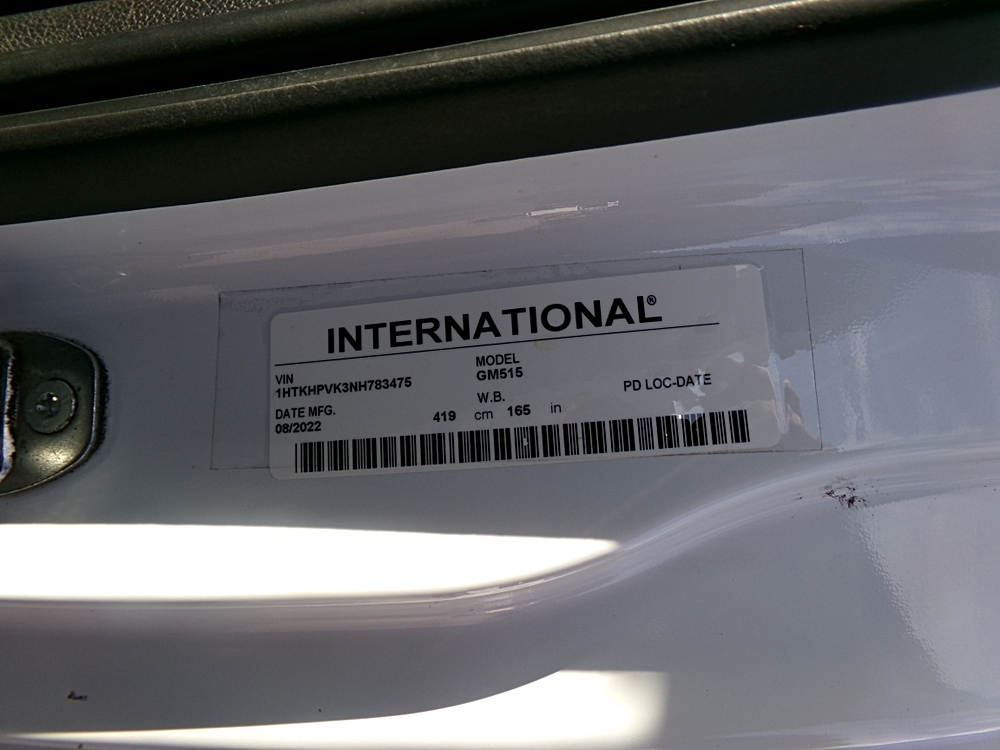 INTERNATIONAL®
VIN
1HTKHPVK3NH783475
MODEL
GM515
DATE MFG.
08/2022
W.B.
419 cm 165 in
PD LOC-DATE